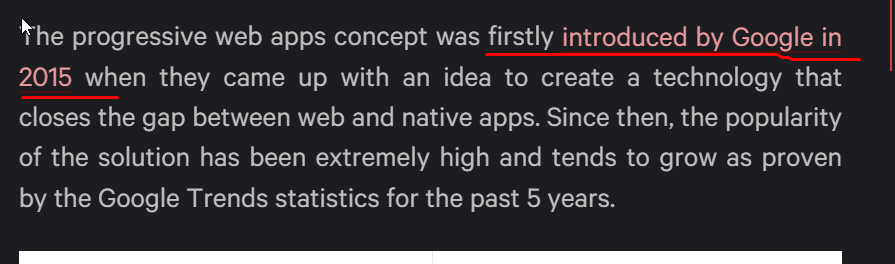 The progressive web apps concept was firstly introduced by Google in
2015 when they came up with an idea to create a technology that
closes the gap between web and native apps. Since then, the popularity
of the solution has been extremely high and tends to grow as proven
by the Google Trends statistics for the past 5 years.